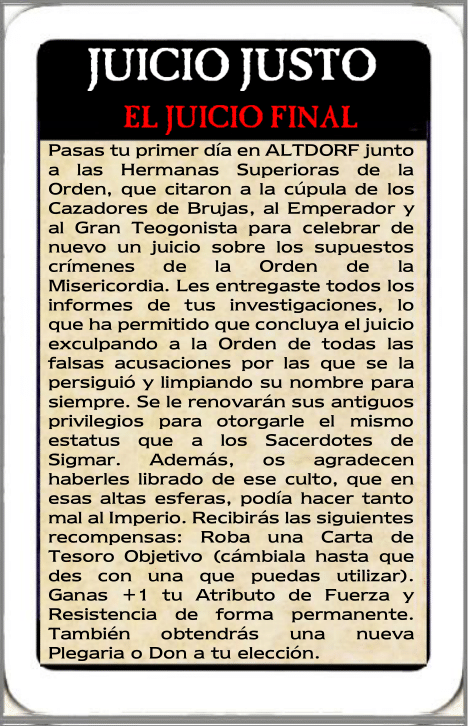 JUICIO JUSTO
EL JUICIO FINAL
Pasas tu primer día en ALTDORF junto
a las Hermanas Superioras de la
Orden, que citaron a la cúpula de los
Cazadores de Brujas, al Emperador y
al Gran Teogonista para celebrar de
nuevo un juicio sobre los supuestos
crímenes de la Orden de la
Misericordia. Les entregaste todos los
informes de tus investigaciones, lo
que ha permitido que concluya el juicio
exculpando a la Orden de todas las
falsas acusaciones por las que se la
persiguió y limpiando su nombre para
siempre. Se le renovarán sus antiguos
privilegios para otorgarle el mismo
estatus que a los Sacerdotes de
Sigmar. Además, os agradecen
haberles librado de ese culto, que en
esas altas esferas, podía hacer tanto
mal al Imperio. Recibirás las siguientes
recompensas: Roba una Carta de
Tesoro Objetivo (cámbiala hasta que
des con una que puedas utilizar).
Ganas +1 tu Atributo de Fuerza y
Resistencia de forma permanente.
También obtendrás una nueva
Plegaria o Don a tu elección.